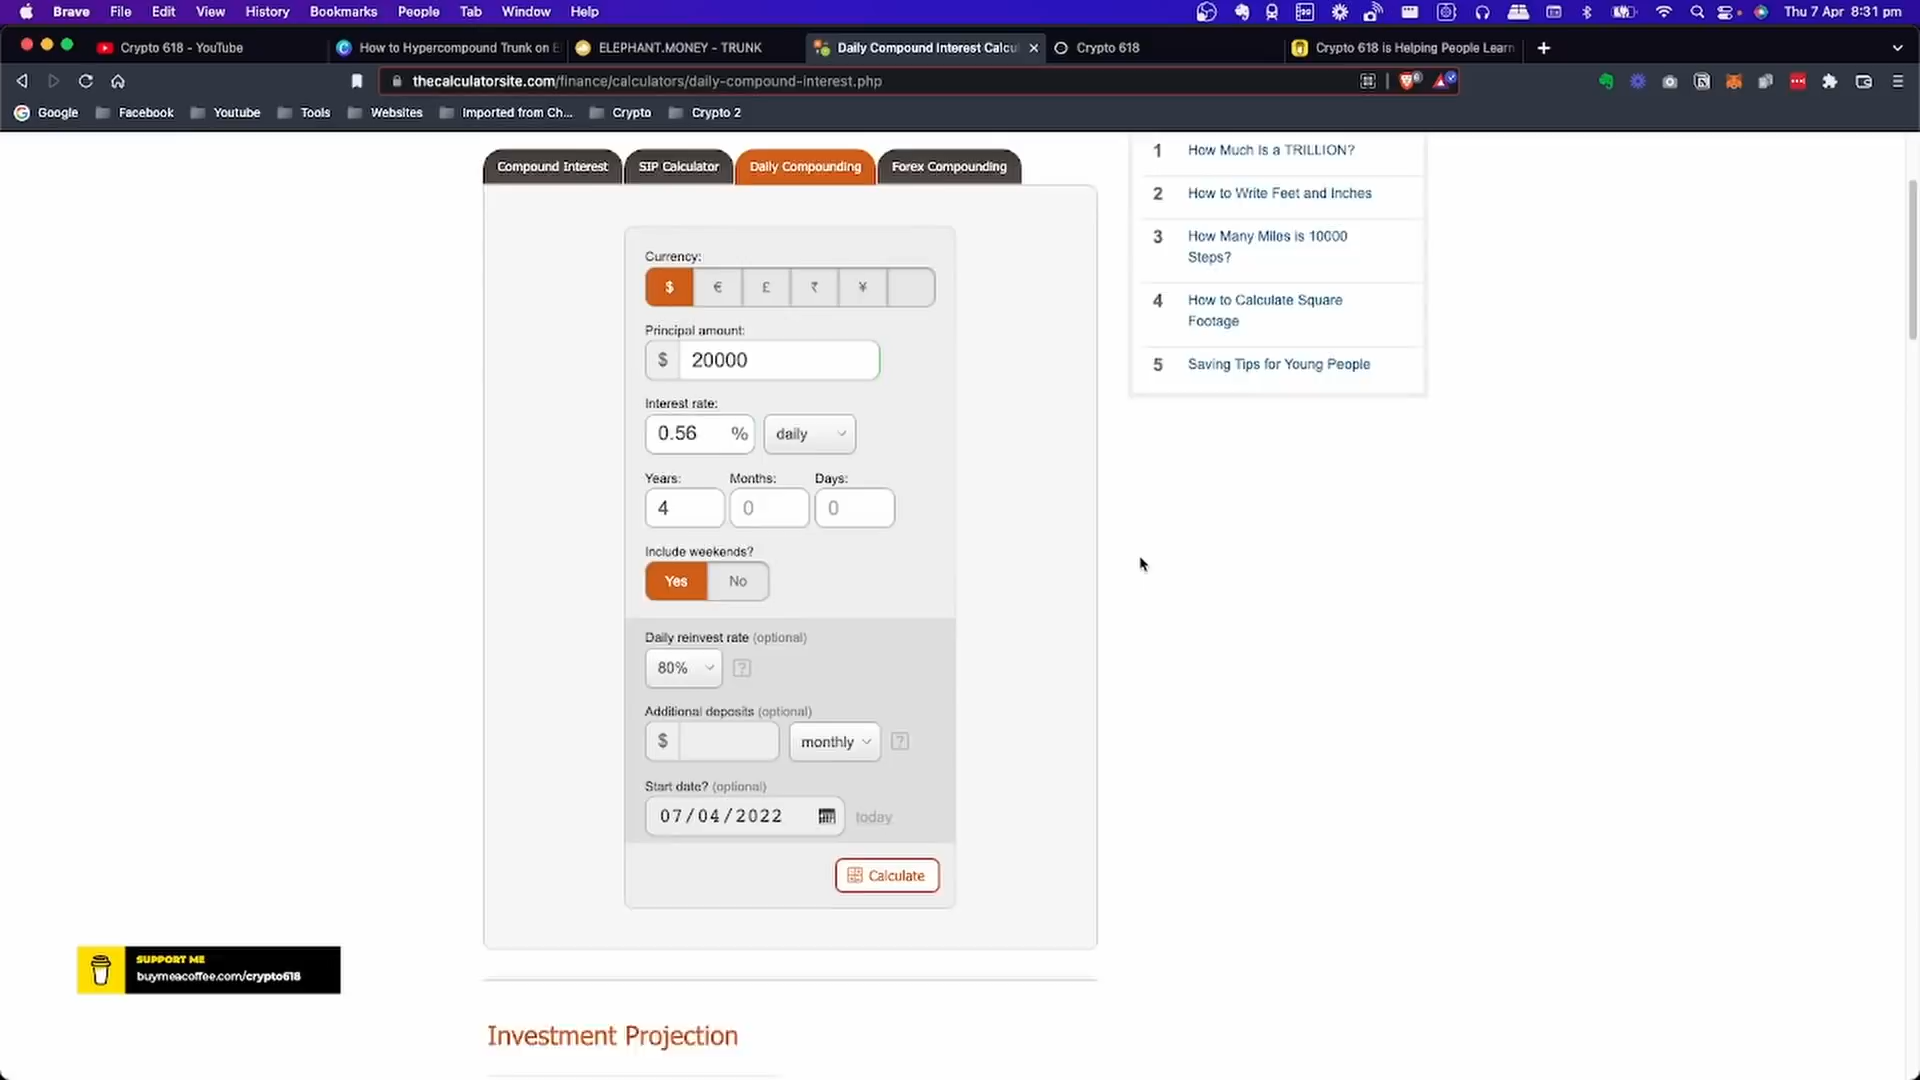 Brave File Edit View History Bookmarks People Tab Window Help Thu 7 Apr 8:31 pm
Crypto 618 - YouTube How to Hypercompound Trunk on E ELEPHANT.MONEY - TRUNK Daily Compound Interest Calcu Crypto 618 Crypto 618 is Helping People Learn
thecalculatorsite.com/finance/calculators/daily-compound-interest.php
Google Facebook Youtube Tools Websites Imported from Ch... Crypto Crypto 2
Compound Interest SIP Calculator Daily Compounding Forex Compounding
1 How Much Is a TRILLION?
2 How to Write Feet and Inches
3 How Many Miles is 10000
Steps?
4 How to Calculate Square
Footage
5 Saving Tips for Young People
Currency:
$ € £ ₹ ¥
Principal amount:
$ 20000
Interest rate:
0.56 % daily
Years: Months: Days:
4 0 0
Include weekends?
Yes No
Daily reinvest rate (optional)
80% ?
Additional deposits (optional)
$ monthly ?
Start date? (optional)
07/04/2022 today
Calculate
SUPPORT ME
buymeacoffee.com/crypto618
Investment Projection